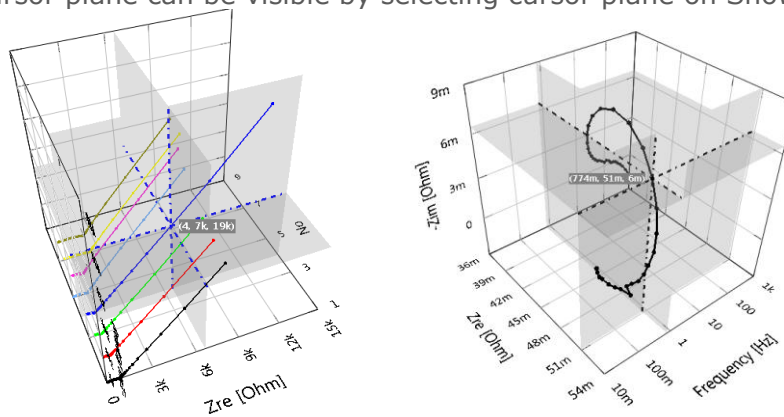 rsor plane can be visible by selecting cursor plane on Sho
(4, 7k, 19k)
No
5
3
1
0
3k
6k
9k
12k
15k
Zre [Ohm]
9m
6m
3m
0
-Zim [Ohm]
(774m, 51m, 6m)
36m
39m
42m
45m
48m
51m
54m
Zre [Ohm]
10m
100m
1
10
100
1k
Frequency [Hz]